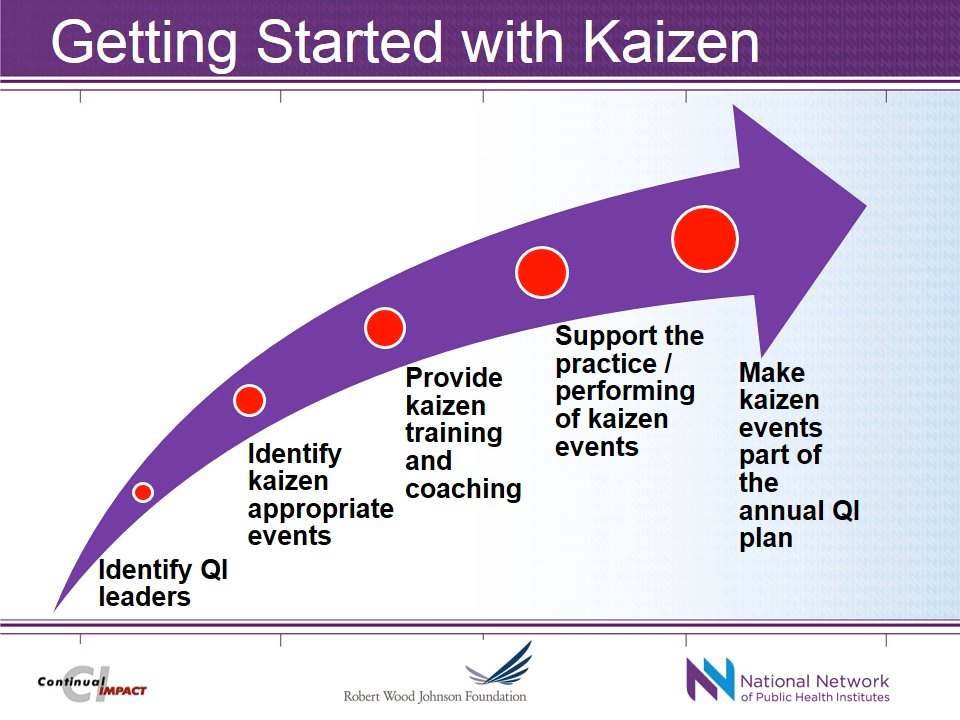 Getting Started with Kaizen
Identify QI
leaders
Identify
kaizen
appropriate
events
Provide
kaizen
training
and
coaching
Support the
practice /
performing
of kaizen
events
Make
kaizen
events
part of
the
annual QI
plan
CI
Continual
IMPACT
Robert Wood Johnson Foundation
National Network
of Public Health Institutes